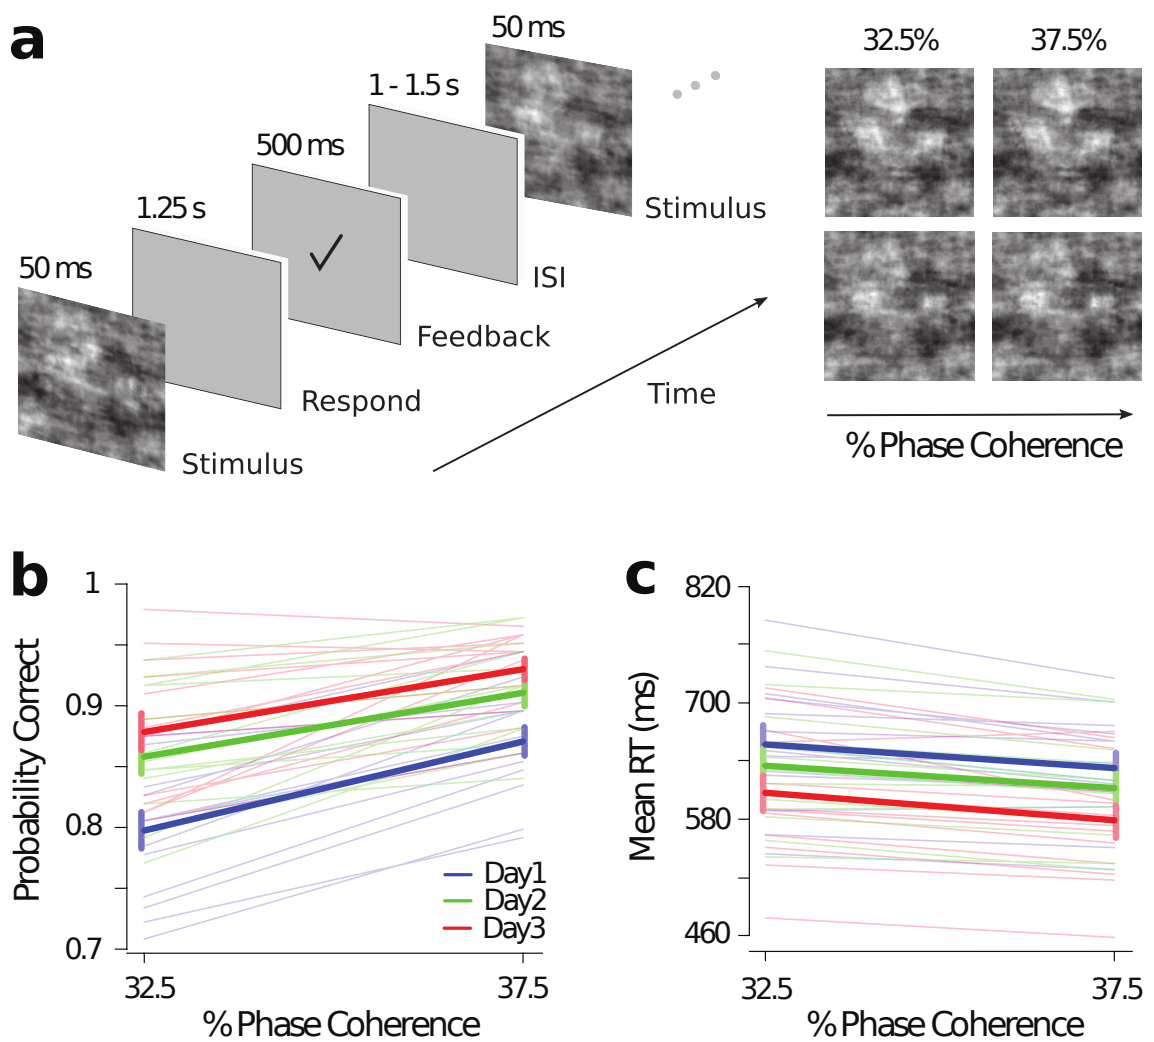 a
50 ms
Stimulus
1.25 s
Respond
500 ms
Feedback
1 - 1.5 s
ISI
50 ms
Stimulus
Time
32.5% 37.5%
% Phase Coherence
b
Probability Correct
1
0.9
0.8
0.7
Day1
Day2
Day3
32.5 37.5
% Phase Coherence
c
Mean RT (ms)
820
700
580
460
32.5 37.5
% Phase Coherence